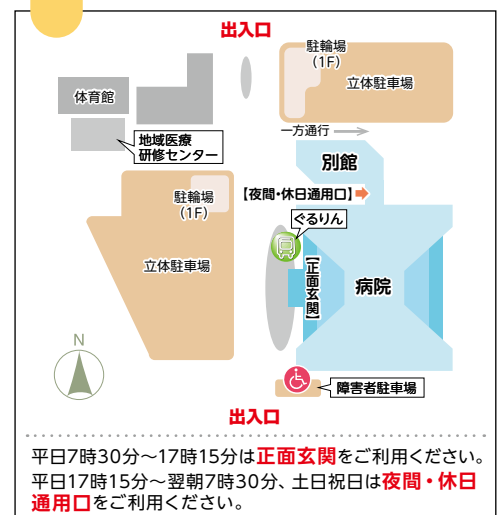 出入口
駐輪場
(1F)
立体駐車場
体育館
地域医療
研修センター
一方通行
別館
【夜間・休日通用口】
駐輪場
(1F)
ぐるりん
立体駐車場
【正面玄関】
病院
N
障害者駐車場
出入口
平日7時30分～17時15分は正面玄関をご利用ください。
平日17時15分～翌朝7時30分、土日祝日は夜間・休日
通用口をご利用ください。